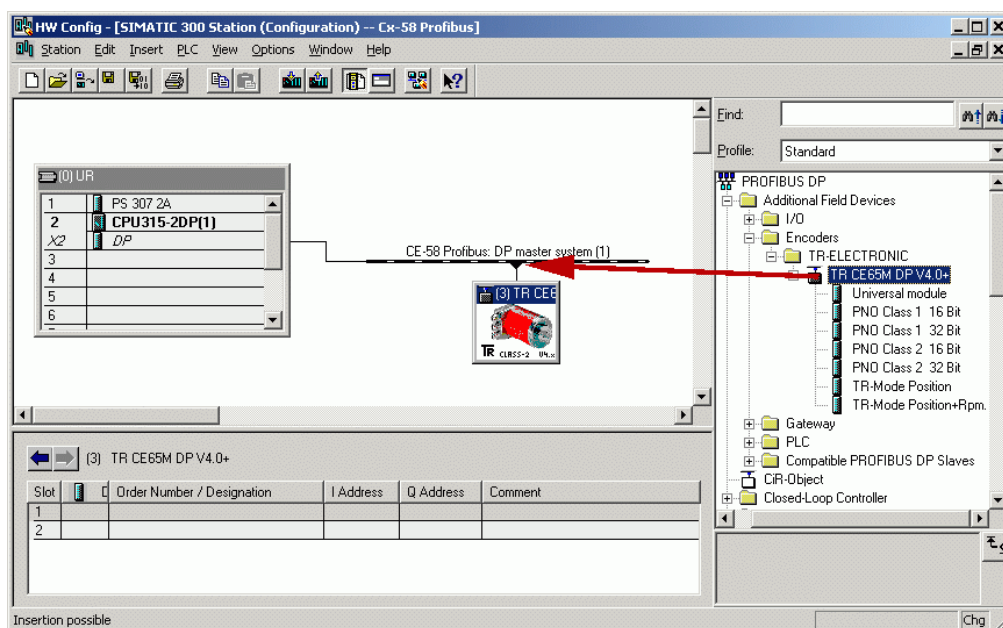 HW Config - [SIMATIC 300 Station (Configuration) -- Cx-58 Profibus]
Station Edit Insert PLC View Options Window Help
Find:
Profile: Standard
(0) UR
1 PS 307 2A
2 CPU315-2DP(1)
X2 DP
3
4
5
6
CE-58 Profibus: DP master system (1)
(3) TR CE6
TR CLASS-2 V4.x
PROFIBUS DP
Additional Field Devices
I/O
Encoders
TR-ELECTRONIC
TR CE65M DP V4.0+
Universal module
PNO Class 1 16 Bit
PNO Class 1 32 Bit
PNO Class 2 16 Bit
PNO Class 2 32 Bit
TR-Mode Position
TR-Mode Position+Rpm.
Gateway
PLC
Compatible PROFIBUS DP Slaves
CiR-Object
Closed-Loop Controller
(3) TR CE65M DP V4.0+
Slot D Order Number / Designation I Address Q Address Comment
1
2
Insertion possible
Chg